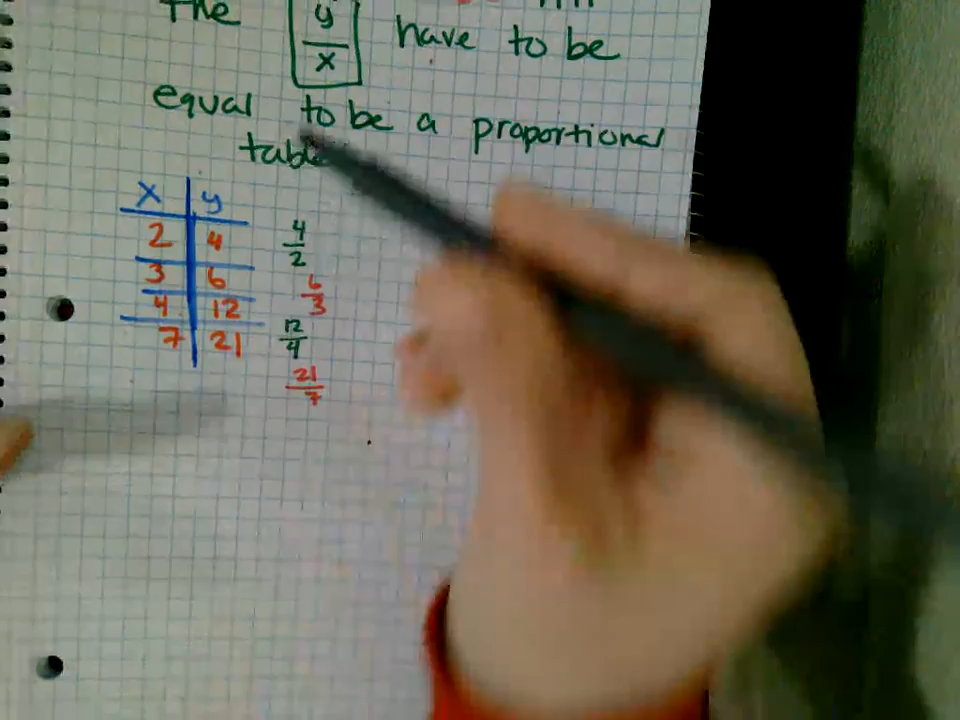 The y/x have to be
equal to be a proportional
table
x y
2 4 4/2
3 6 6/3
4 12 12/4
7 21 21/7